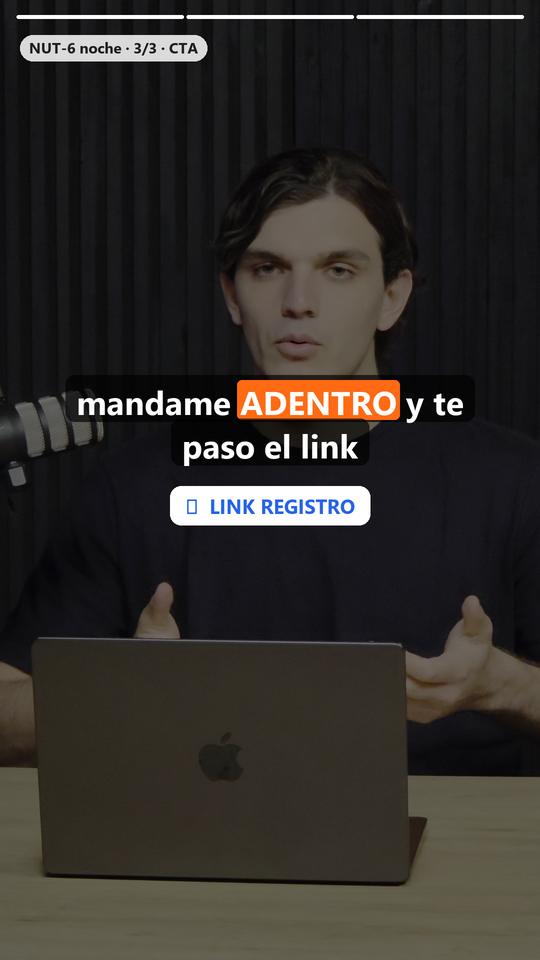 NUT-6 noche · 3/3 · CTA
mandame ADENTRO y te
paso el link
LINK REGISTRO